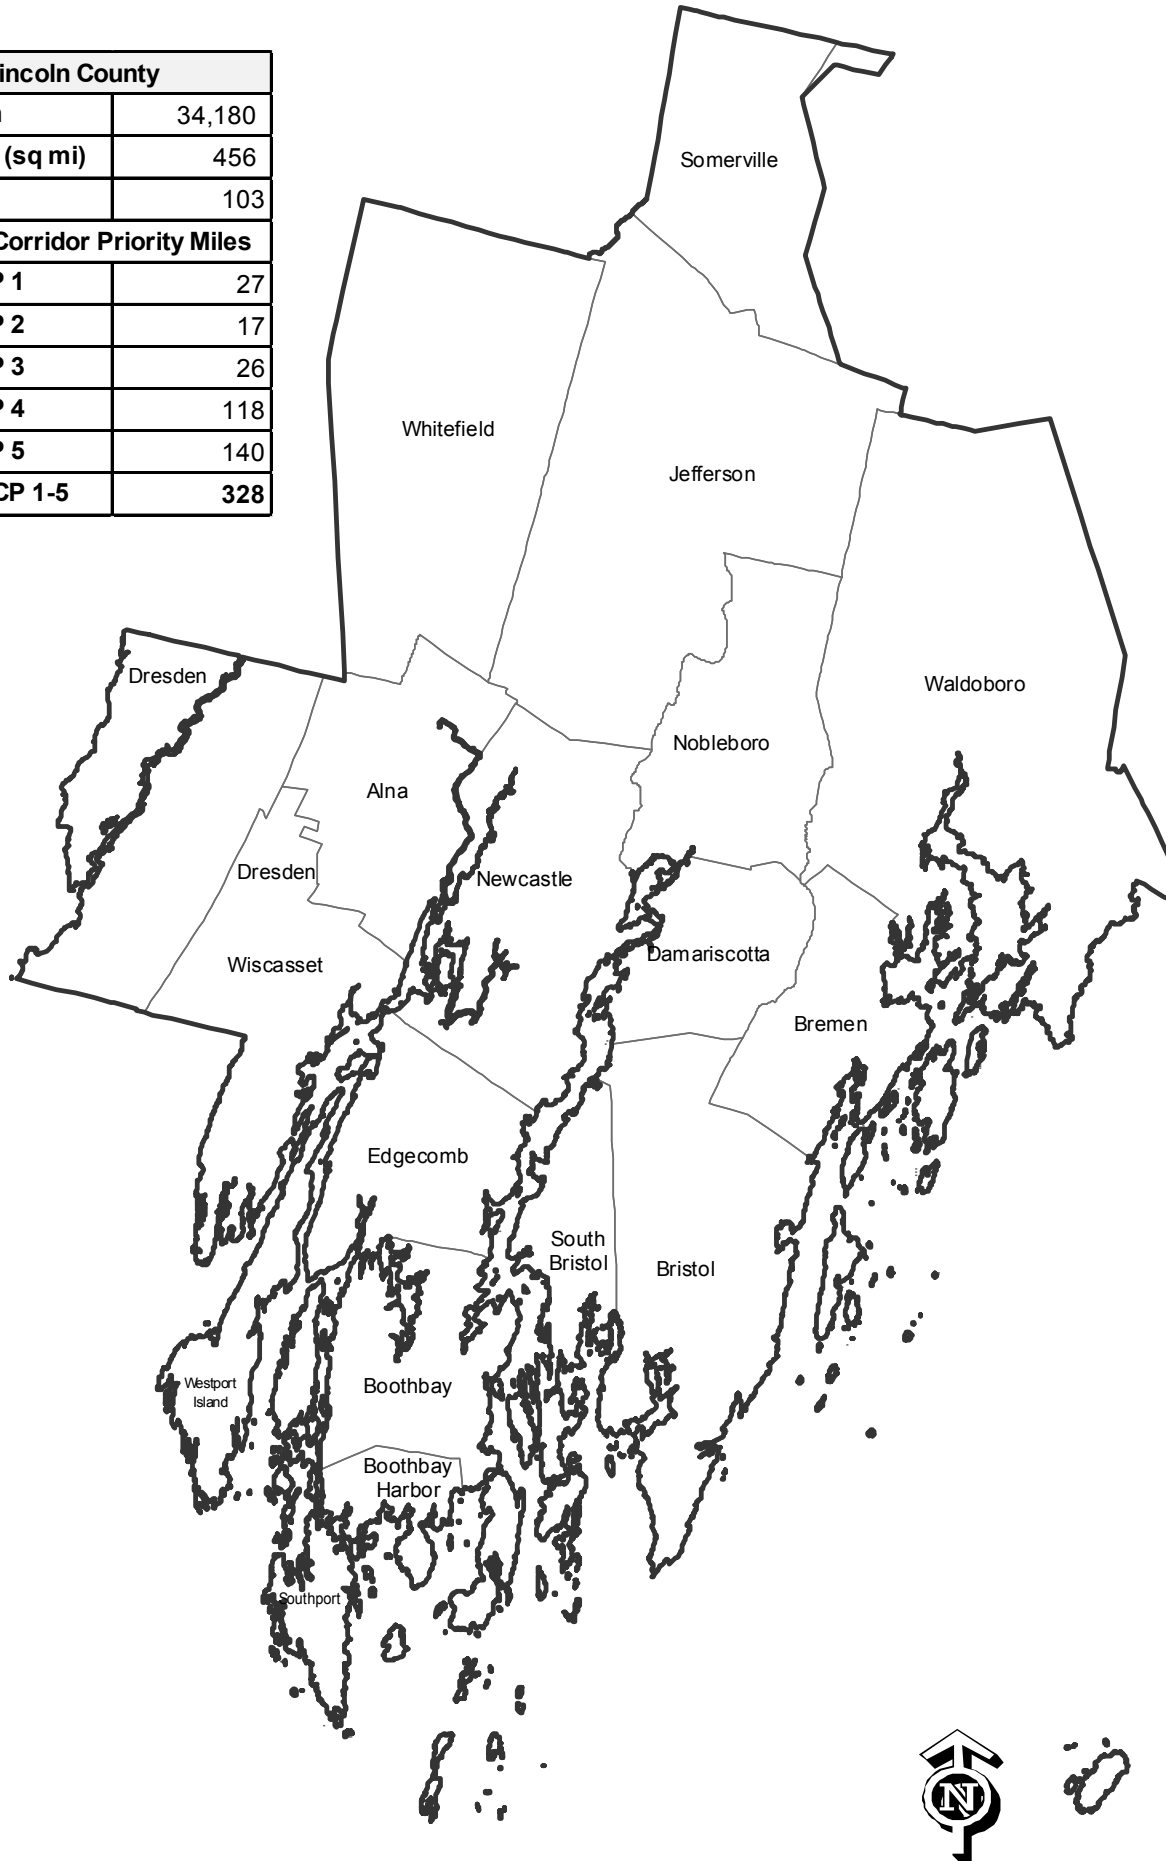 incoln County
34,180
(sq mi) 456
103
Corridor Priority Miles
P 1 27
P 2 17
P 3 26
P 4 118
P 5 140
CP 1-5 328
Somerville
Whitefield
Jefferson
Dresden
Waldoboro
Nobleboro
Alna
Dresden
Newcastle
Wiscasset
Damariscotta
Bremen
Edgecomb
South
Bristol
Bristol
Westport
Island
Boothbay
Boothbay
Harbor
Southport
N